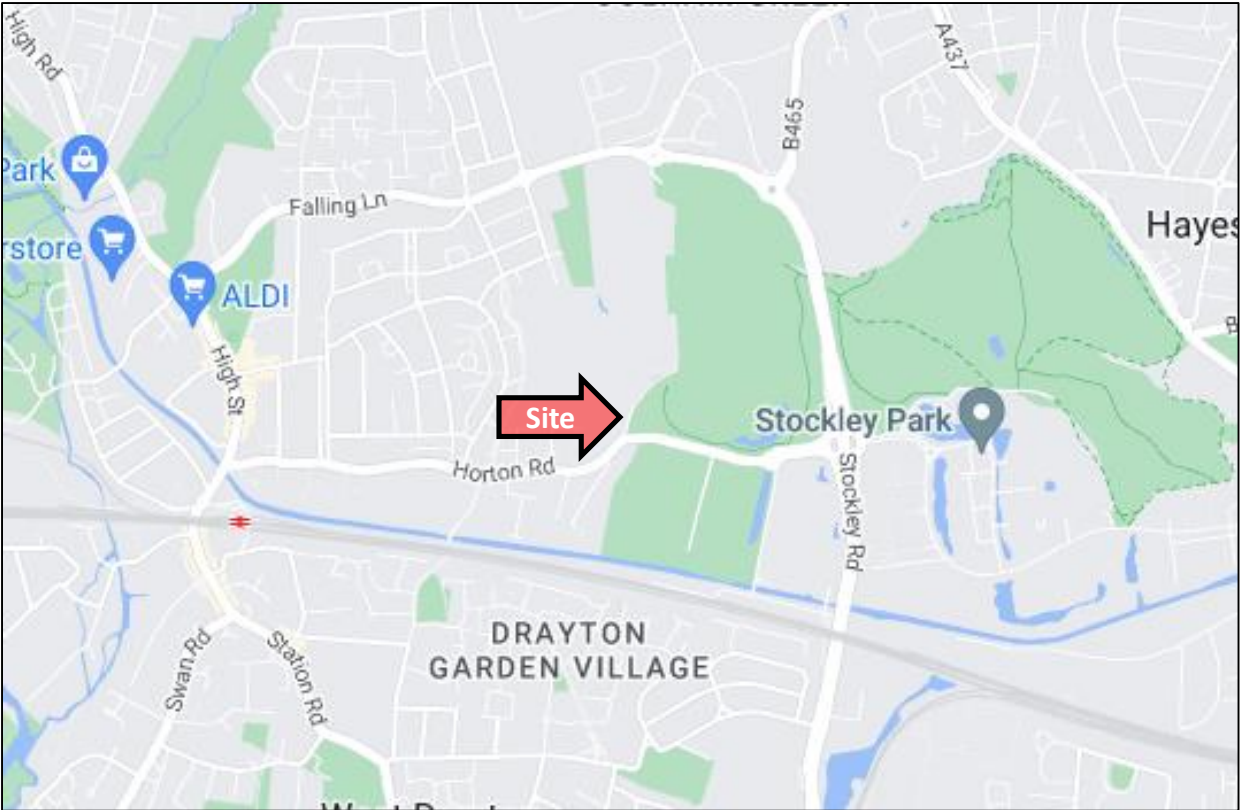 High Rd
A437
B465
Park
Falling Ln
Hayes
rstore
ALDI
High St
Site
Stockley Park
Horton Rd
Stockley Rd
DRAYTON
GARDEN VILLAGE
Swan Rd
Station Rd